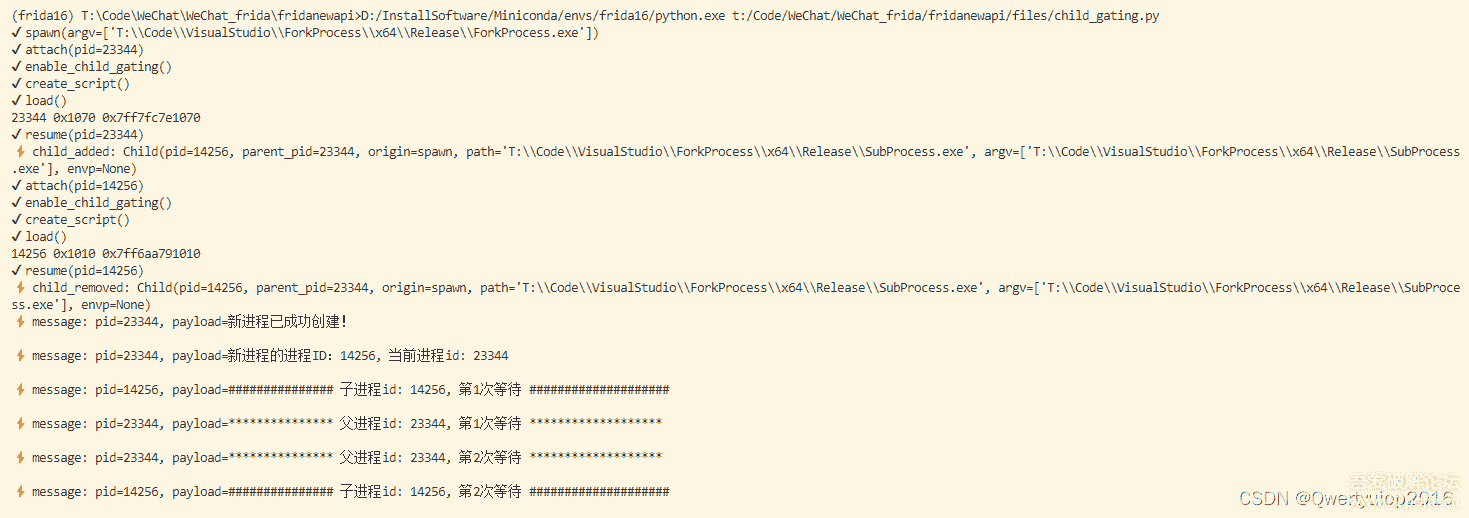 (frida16) T:\Code\WeChat\WeChat_frida\fridanewapi>D:/InstallSoftware/Miniconda/envs/frida16/python.exe t:/Code/WeChat/WeChat_frida/fridanewapi/files/child_gating.py
✓ spawn(argv=['T:\\Code\\VisualStudio\\ForkProcess\\x64\\Release\\ForkProcess.exe'])
✓ attach(pid=23344)
✓ enable_child_gating()
✓ create_script()
✓ load()
23344 0x1070 0x7ff7fc7e1070
✓ resume(pid=23344)
⚡ child_added: Child(pid=14256, parent_pid=23344, origin=spawn, path='T:\\Code\\VisualStudio\\ForkProcess\\x64\\Release\\SubProcess.exe', argv=['T:\\Code\\VisualStudio\\ForkProcess\\x64\\Release\\SubProcess
.exe'], envp=None)
✓ attach(pid=14256)
✓ enable_child_gating()
✓ create_script()
✓ load()
14256 0x1010 0x7ff6aa791010
✓ resume(pid=14256)
⚡ child_removed: Child(pid=14256, parent_pid=23344, origin=spawn, path='T:\\Code\\VisualStudio\\ForkProcess\\x64\\Release\\SubProcess.exe', argv=['T:\\Code\\VisualStudio\\ForkProcess\\x64\\Release\\SubProce
ss.exe'], envp=None)
⚡ message: pid=23344, payload=新进程已成功创建!
⚡ message: pid=23344, payload=新进程的进程ID: 14256, 当前进程id: 23344
⚡ message: pid=14256, payload=############### 子进程id: 14256, 第1次等待 ####################
⚡ message: pid=23344, payload=*************** 父进程id: 23344, 第1次等待 *******************
⚡ message: pid=23344, payload=*************** 父进程id: 23344, 第2次等待 *******************
⚡ message: pid=14256, payload=############### 子进程id: 14256, 第2次等待 ####################
吾爱破解论坛
CSDN @Qwertyuiop2016